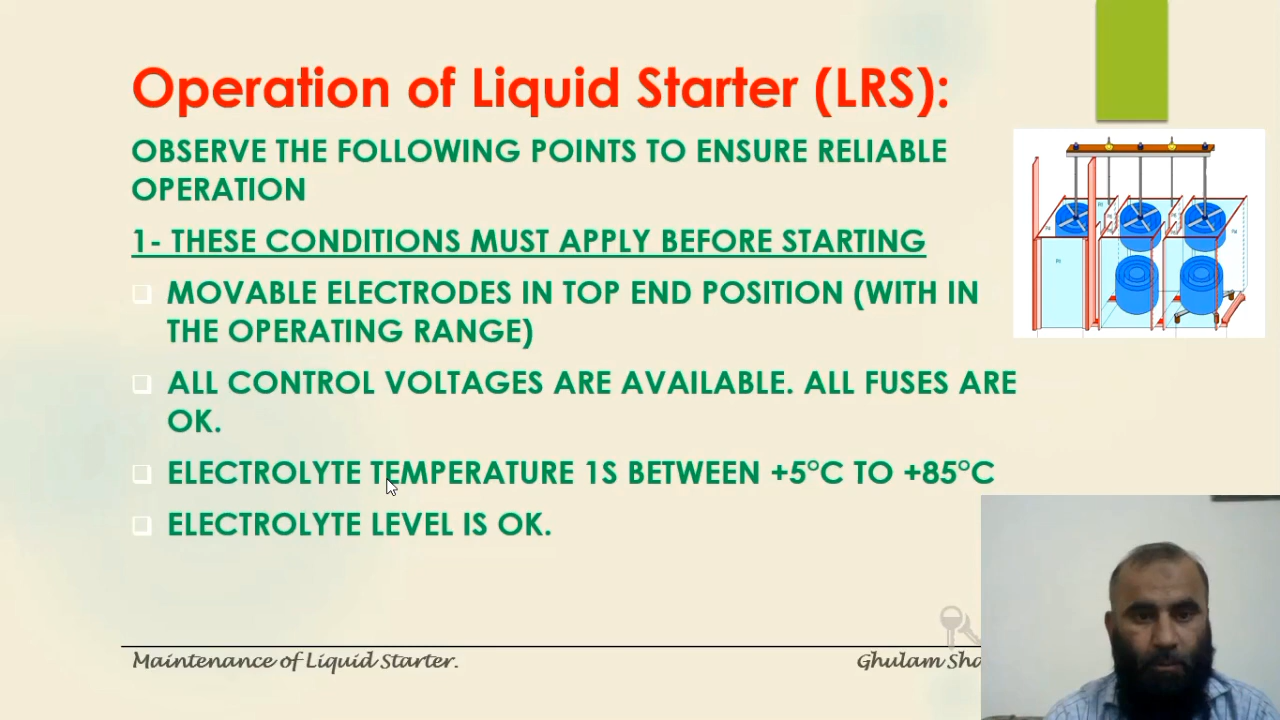 Operation of Liquid Starter (LRS):
OBSERVE THE FOLLOWING POINTS TO ENSURE RELIABLE
OPERATION
1- THESE CONDITIONS MUST APPLY BEFORE STARTING
MOVABLE ELECTRODES IN TOP END POSITION (WITH IN
THE OPERATING RANGE)
ALL CONTROL VOLTAGES ARE AVAILABLE. ALL FUSES ARE
OK.
ELECTROLYTE TEMPERATURE 1S BETWEEN +5°C TO +85°C
ELECTROLYTE LEVEL IS OK.
Maintenance of Liquid Starter.
Ghulam